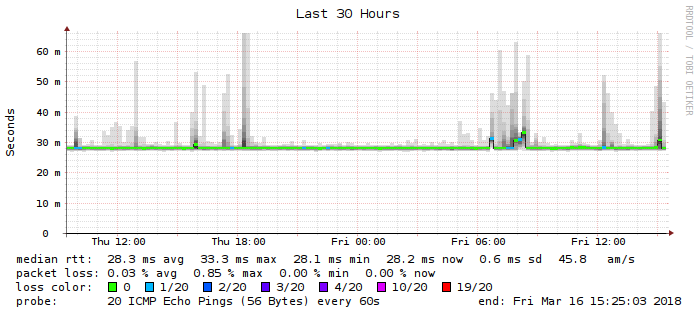 Last 30 Hours
RRDTOOL / TOBI OETIKER
Seconds
60 m
50 m
40 m
30 m
20 m
10 m
0
Thu 12:00 Thu 18:00 Fri 00:00 Fri 06:00 Fri 12:00
median rtt: 28.3 ms avg 33.3 ms max 28.1 ms min 28.2 ms now 0.6 ms sd 45.8 am/s
packet loss: 0.03 % avg 0.85 % max 0.00 % min 0.00 % now
loss color: 0 1/20 2/20 3/20 4/20 10/20 19/20
probe: 20 ICMP Echo Pings (56 Bytes) every 60s end: Fri Mar 16 15:25:03 2018